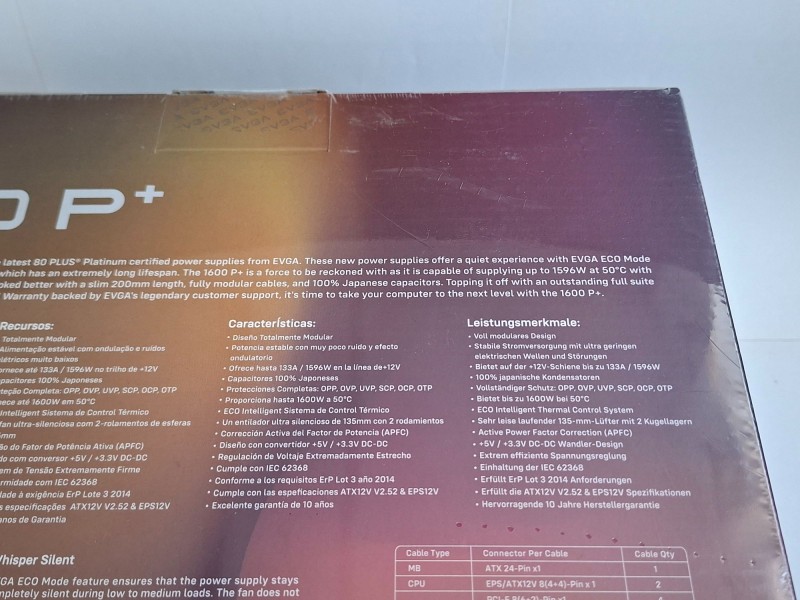 EVGA EVGA EVGA
0 P+
latest 80 PLUS® Platinum certified power supplies from EVGA. These new power supplies offer a quiet experience with EVGA ECO Mode
which has an extremely long lifespan. The 1600 P+ is a force to be reckoned with as it is capable of supplying up to 1596W at 50°C with
oked better with a slim 200mm length, fully modular cables, and 100% Japanese capacitors. Topping it off with an outstanding full suite
Warranty backed by EVGA's legendary customer support, it's time to take your computer to the next level with the 1600 P+.
Recursos:
Totalmente Modular
Alimentação estável com ondulação e ruídos
elétricos muito baixos
ornece até 133A / 1596W no trilho de +12V
apacitores 100% Japoneses
teção Completa: OPP, OVP, UVP, SCP, OCP, OTP
nece até 1600W em 50°C
Intelligent Sistema de Control Térmico
fan ultra-silenciosa com 2-rolamentos de esferas
mm
ão do Fator de Potência Ativa (APFC)
do com conversor +5V / +3.3V DC-DC
em de Tensão Extremamente Firme
rmidade com IEC 62368
dade à exigência ErP Lote 3 2014
s especificações ATX12V V2.52 & EPS12V
anos de Garantia
Características:
• Diseño Totalmente Modular
• Potencia estable con muy poco ruido y efecto
ondulatorio
• Ofrece hasta 133A / 1596W en la línea de+12V
• Capacitores 100% Japoneses
• Protecciones Completas: OPP, OVP, UVP, SCP, OCP, OTP
• Proporciona hasta 1600W a 50°C
• ECO Intelligent Sistema de Control Térmico
• Un entilador ultra silencioso de 135mm con 2 rodamientos
• Corrección Activa del Factor de Potencia (APFC)
• Diseño con convertidor +5V / +3.3V DC-DC
• Regulación de Voltaje Extremadamente Estrecho
• Cumple con IEC 62368
• Conforme a los requisitos ErP Lot 3 año 2014
• Cumple con las espeficaciones ATX12V V2.52 & EPS12V
• Excelente garantía de 10 años
Leistungsmerkmale:
• Voll modulares Design
• Stabile Stromversorgung mit ultra geringen
elektrischen Wellen und Störungen
• Bietet auf der +12V-Schiene bis zu 133A / 1596W
• 100% japanische Kondensatoren
• Vollständiger Schutz: OPP, OVP, UVP, SCP, OCP, OTP
• Bietet bis zu 1600W bei 50°C
• ECO Intelligent Thermal Control System
• Sehr leise laufender 135-mm-Lüfter mit 2 Kugellagern
• Active Power Factor Correction (APFC)
• +5V / +3.3V DC-DC Wandler-Design
• Extrem effiziente Spannungsreglung
• Einhaltung der IEC 62368
• Erfüllt ErP Lot 3 2014 Anforderungen
• Erfüllt die ATX12V V2.52 & EPS12V Spezifikationen
• Hervorragende 10 Jahre Herstellergarantie
Whisper Silent
GA ECO Mode feature ensures that the power supply stays
mpletely silent during low to medium loads. The fan does not
Cable Type Connector Per Cable Cable Qty
MB ATX 24-Pin x1 1
CPU EPS/ATX12V 8(4+4)-Pin x 1 2
PCI-E 8(6+2)-Pin x1